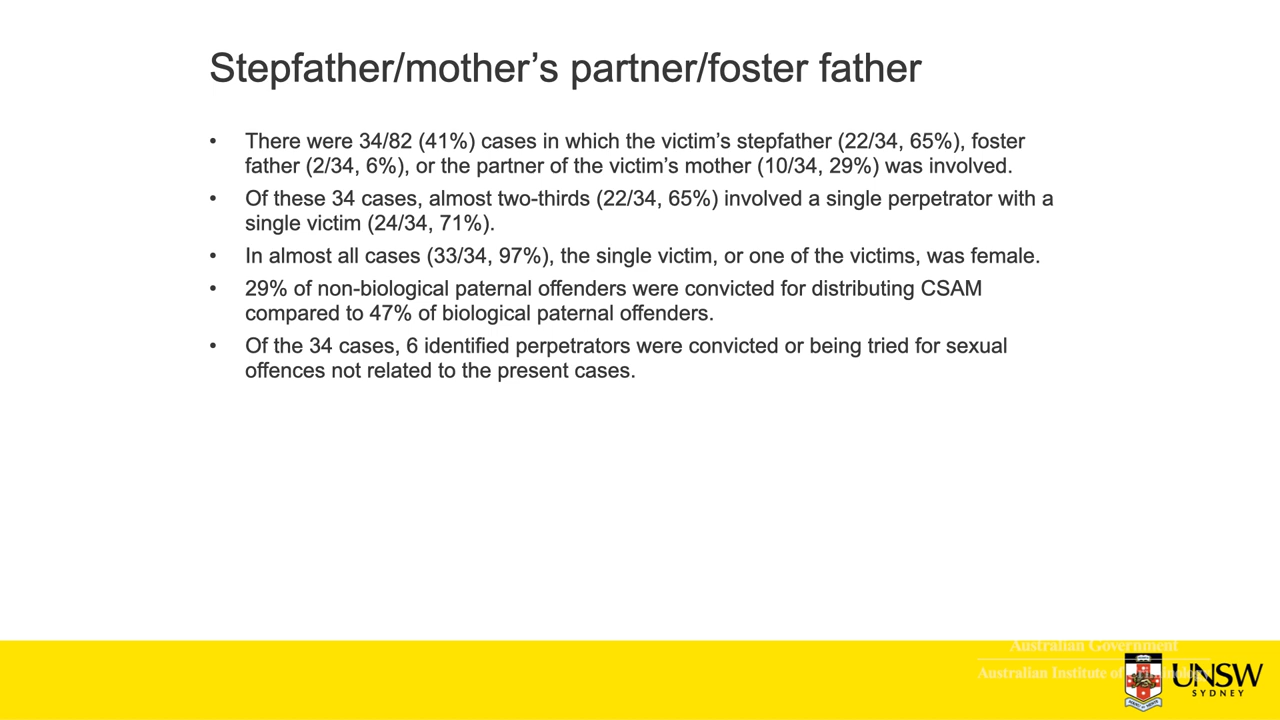 Stepfather/mother’s partner/foster father
• There were 34/82 (41%) cases in which the victim’s stepfather (22/34, 65%), foster
father (2/34, 6%), or the partner of the victim’s mother (10/34, 29%) was involved.
• Of these 34 cases, almost two-thirds (22/34, 65%) involved a single perpetrator with a
single victim (24/34, 71%).
• In almost all cases (33/34, 97%), the single victim, or one of the victims, was female.
• 29% of non-biological paternal offenders were convicted for distributing CSAM
compared to 47% of biological paternal offenders.
• Of the 34 cases, 6 identified perpetrators were convicted or being tried for sexual
offences not related to the present cases.
Australian Government
Australian Institute of
UNSW
SYDNEY